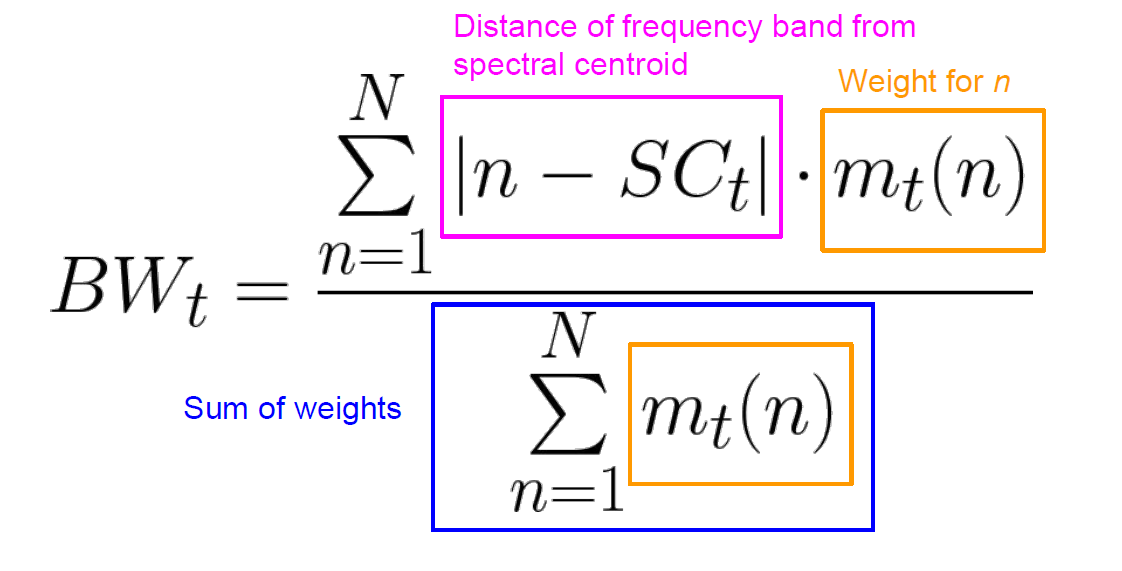 Distance of frequency band from
spectral centroid
Weight for n
BW_t = \frac{\sum_{n=1}^{N} |n - SC_t| \cdot m_t(n)}{\sum_{n=1}^{N} m_t(n)}
Sum of weights